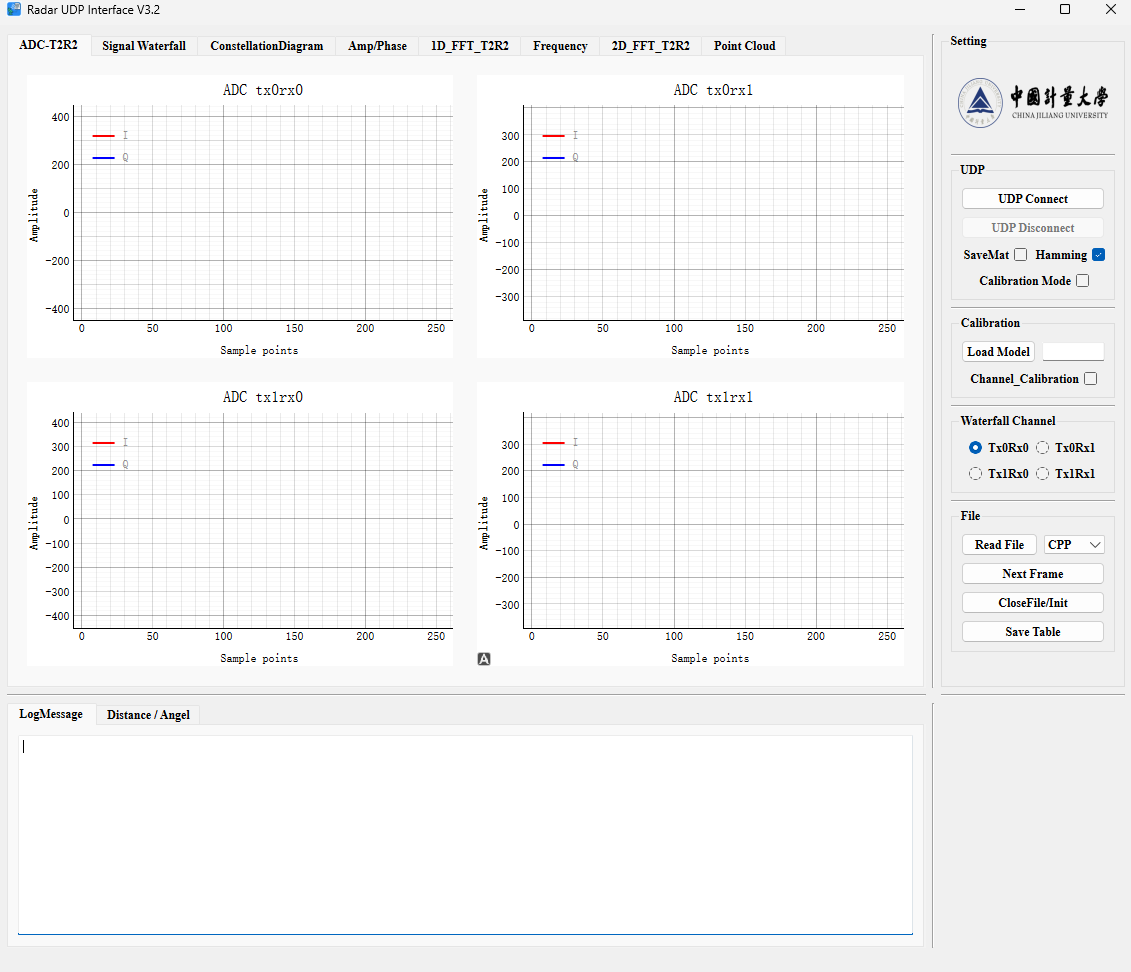 Radar UDP Interface V3.2
ADC-T2R2 Signal Waterfall ConstellationDiagram Amp/Phase 1D_FFT_T2R2 Frequency 2D_FFT_T2R2 Point Cloud
ADC tx0rx0
400
200
0
−200
−400
I
Q
Amplitude
0 50 100 150 200 250
Sample points
ADC tx0rx1
300
200
100
0
−100
−200
−300
I
Q
Amplitude
0 50 100 150 200 250
Sample points
ADC tx1rx0
400
300
200
100
0
−100
−200
−300
−400
I
Q
Amplitude
0 50 100 150 200 250
Sample points
ADC tx1rx1
300
200
100
0
−100
−200
−300
I
Q
Amplitude
0 50 100 150 200 250
Sample points
A
Setting
中國計量大學
CHINA JILIANG UNIVERSITY
UDP
UDP Connect
UDP Disconnect
SaveMat Hamming
Calibration Mode
Calibration
Load Model
Channel_Calibration
Waterfall Channel
Tx0Rx0 Tx0Rx1
Tx1Rx0 Tx1Rx1
File
Read File CPP
Next Frame
CloseFile/Init
Save Table
LogMessage Distance / Angel